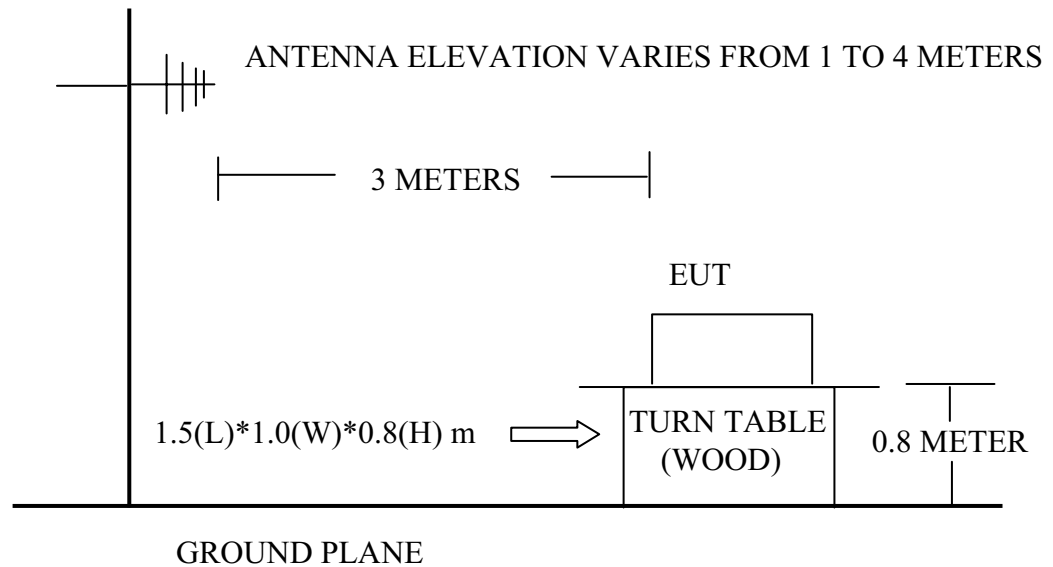 ANTENNA ELEVATION VARIES FROM 1 TO 4 METERS
3 METERS
EUT
1.5(L)*1.0(W)*0.8(H) m
TURN TABLE
(WOOD)
0.8 METER
GROUND PLANE